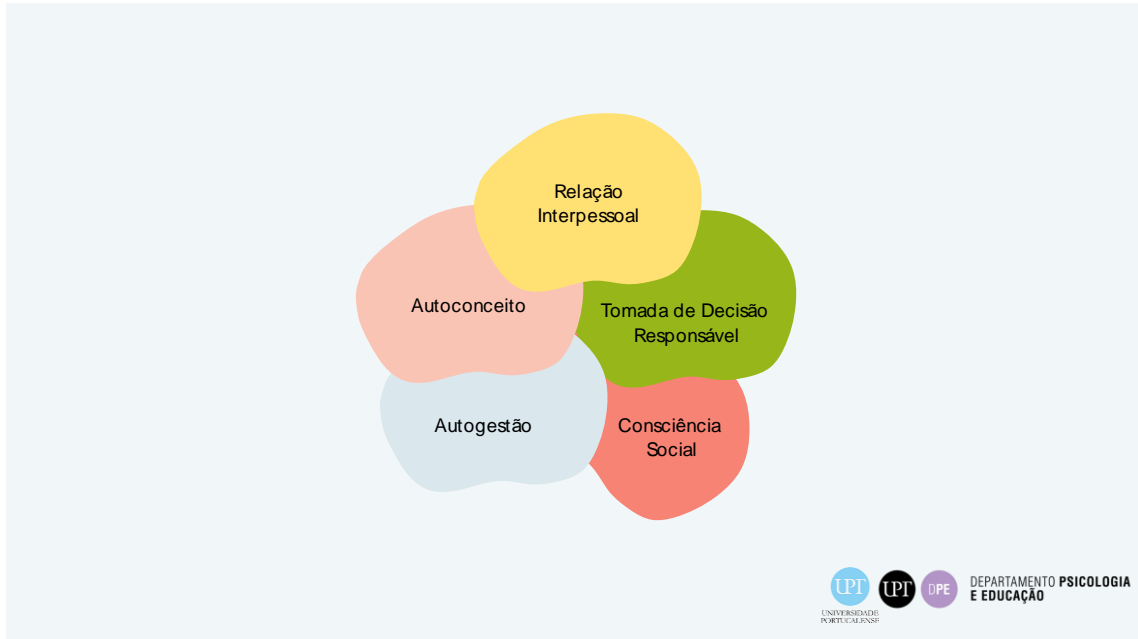 Relação
Interpessoal
Autoconceito
Tomada de Decisão
Responsável
Autogestão
Consciência
Social
UPT
UNIVERSIDADE
PORTUCALENSE
UPT
DPE
DEPARTAMENTO PSICOLOGIA
E EDUCAÇÃO